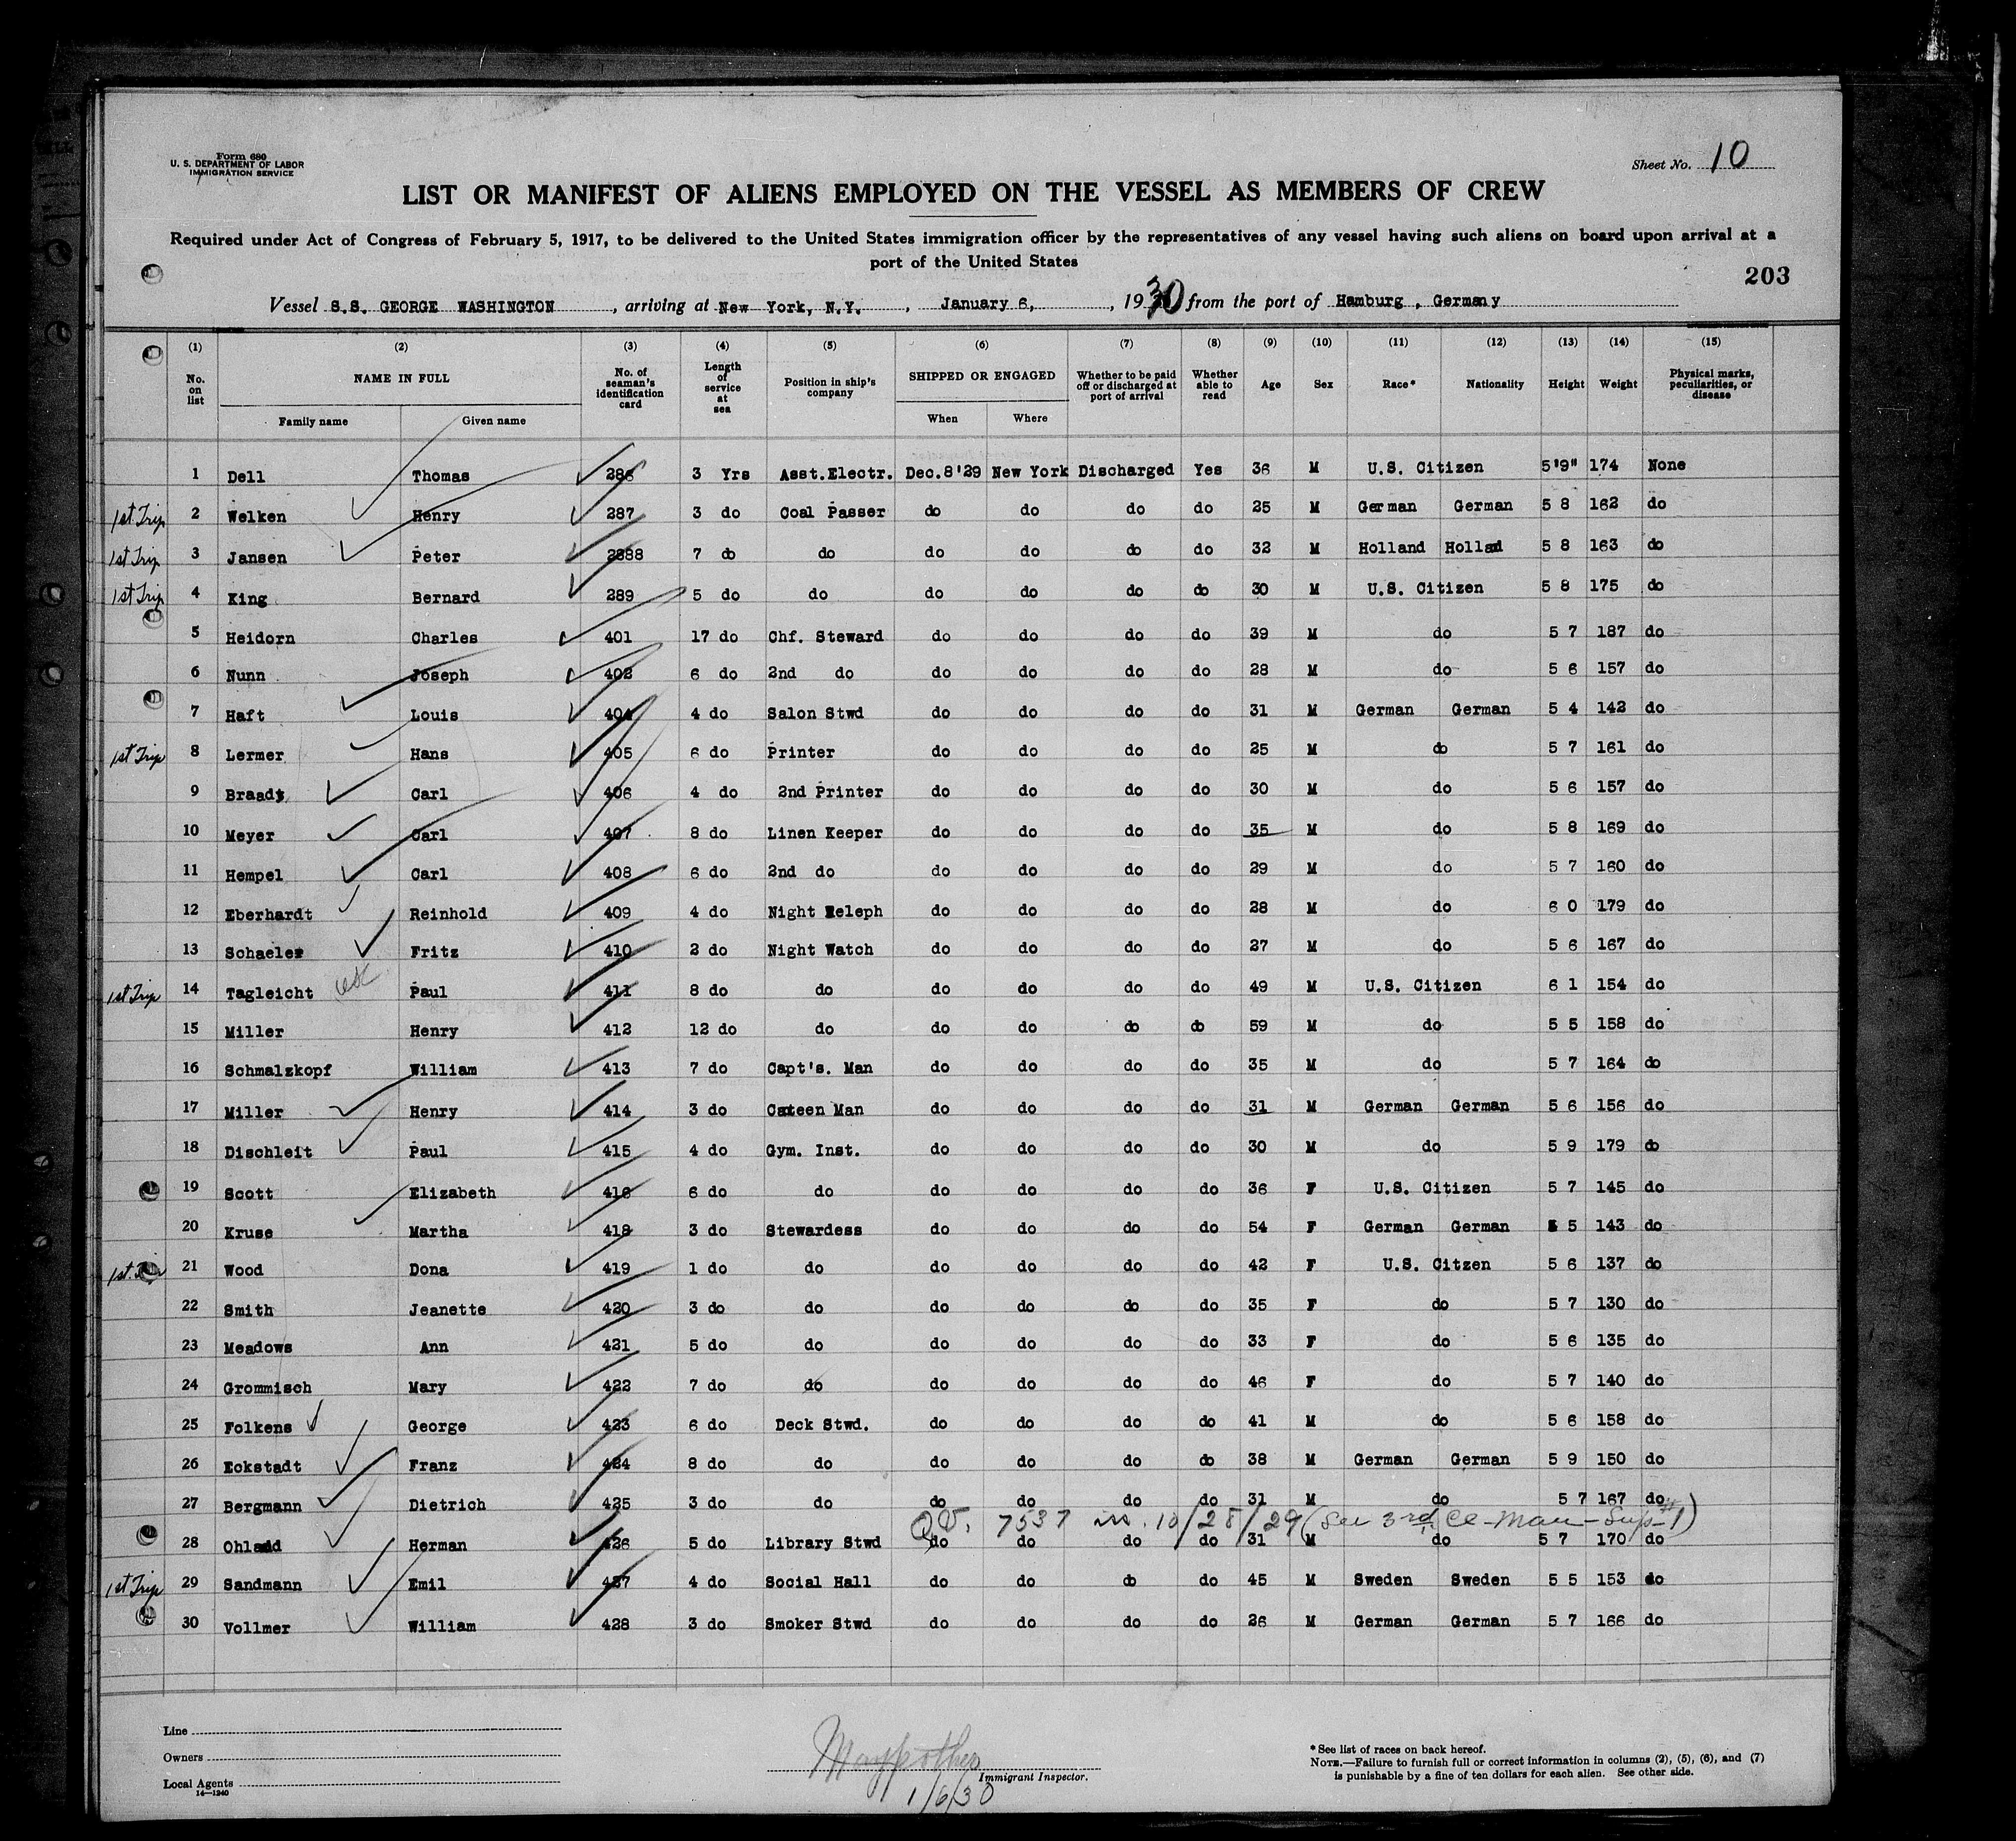 Form 680
U. S. DEPARTMENT OF LABOR
IMMIGRATION SERVICE
Sheet No. 10
LIST OR MANIFEST OF ALIENS EMPLOYED ON THE VESSEL AS MEMBERS OF CREW
Required under Act of Congress of February 5, 1917, to be delivered to the United States immigration officer by the representatives of any vessel having such aliens on board upon arrival at a
port of the United States
203
Vessel S.S. GEORGE WASHINGTON, arriving at New York, N.Y., January 6, , 1930 from the port of Hamburg, Germany
(1) (2) (3) (4) (5) (6) (7) (8) (9) (10) (11) (12) (13) (14) (15)
No. on list NAME IN FULL Family name Given name No. of seaman's identification card Length of service at sea Position in ship's company SHIPPED OR ENGAGED When Where Whether to be paid off or discharged at port of arrival Whether able to read Age Sex Race* Nationality Height Weight Physical marks, peculiarities, or disease
1 Dell Thomas 286 3 Yrs Asst.Electr. Dec.8'29 New York Discharged Yes 36 M U.S. Citizen 5'9" 174 None
1st Trip 2 Welken Henry 287 3 do Coal Passer do do do do 25 M German German 5 8 162 do
1st Trip 3 Jansen Peter 2888 7 do do do do do do 32 M Holland Holland 5 8 163 do
1st Trip 4 King Bernard 289 5 do do do do do do 30 M U.S. Citizen 5 8 175 do
5 Heidorn Charles 401 17 do Chf. Steward do do do do 39 M do 5 7 187 do
6 Nunn Joseph 402 6 do 2nd do do do do do 28 M do 5 6 157 do
7 Haft Louis 404 4 do Salon Stwd do do do do 31 M German German 5 4 142 do
1st Trip 8 Lermer Hans 405 6 do Printer do do do do 25 M do 5 7 161 do
9 Braads Carl 406 4 do 2nd Printer do do do do 30 M do 5 6 157 do
10 Meyer Carl 407 8 do Linen Keeper do do do do 35 M do 5 8 169 do
11 Hempel Carl 408 6 do 2nd do do do do do 29 M do 5 7 160 do
12 Eberhardt Reinhold 409 4 do Night Teleph do do do do 28 M do 6 0 179 do
13 Schaeler Fritz 410 2 do Night Watch do do do do 27 M do 5 6 167 do
1st Trip 14 Tagleicht Paul 411 8 do do do do do do 49 M U.S. Citizen 6 1 154 do
15 Miller Henry 412 12 do do do do do do 59 M do 5 5 158 do
16 Schmalzkopf William 413 7 do Capt's. Man do do do do 35 M do 5 7 164 do
17 Miller Henry 414 3 do Cateen Man do do do do 31 M German German 5 6 156 do
18 Dischleit Paul 415 4 do Gym. Inst. do do do do 30 M do 5 9 179 do
19 Scott Elizabeth 416 6 do do do do do do 36 F U.S. Citizen 5 7 145 do
20 Kruse Martha 418 3 do Stewardess do do do do 54 F German German 5 5 143 do
1st Trip 21 Wood Dona 419 1 do do do do do do 42 F U.S. Citzen 5 6 137 do
22 Smith Jeanette 420 3 do do do do do do 35 F do 5 7 130 do
23 Meadows Ann 421 5 do do do do do do 33 F do 5 6 135 do
24 Grommisch Mary 422 7 do do do do do do 46 F do 5 7 140 do
25 Folkens George 423 6 do Deck Stwd. do do do do 41 M do 5 6 158 do
26 Eckstadt Franz 424 8 do do do do do do 38 M German German 5 9 150 do
27 Bergmann Dietrich 425 3 do do do do do do 31 M do 5 7 167 do
7537 10/28/29 (See 3rd Cl - Man - Sup #1)
28 Ohladd Herman 426 5 do Library Stwd do do do do 31 M do 5 7 170 do
1st Trip 29 Sandmann Emil 427 4 do Social Hall do do do do 45 M Sweden Sweden 5 5 153 do
30 Vollmer William 428 3 do Smoker Stwd do do do do 26 M German German 5 7 166 do
Line
Owners
Local Agents
14—1240
Immigrant Inspector.
1/6/30
* See list of races on back hereof.
NOTE.—Failure to furnish full or correct information in columns (2), (5), (6), and (7)
is punishable by a fine of ten dollars for each alien. See other side.